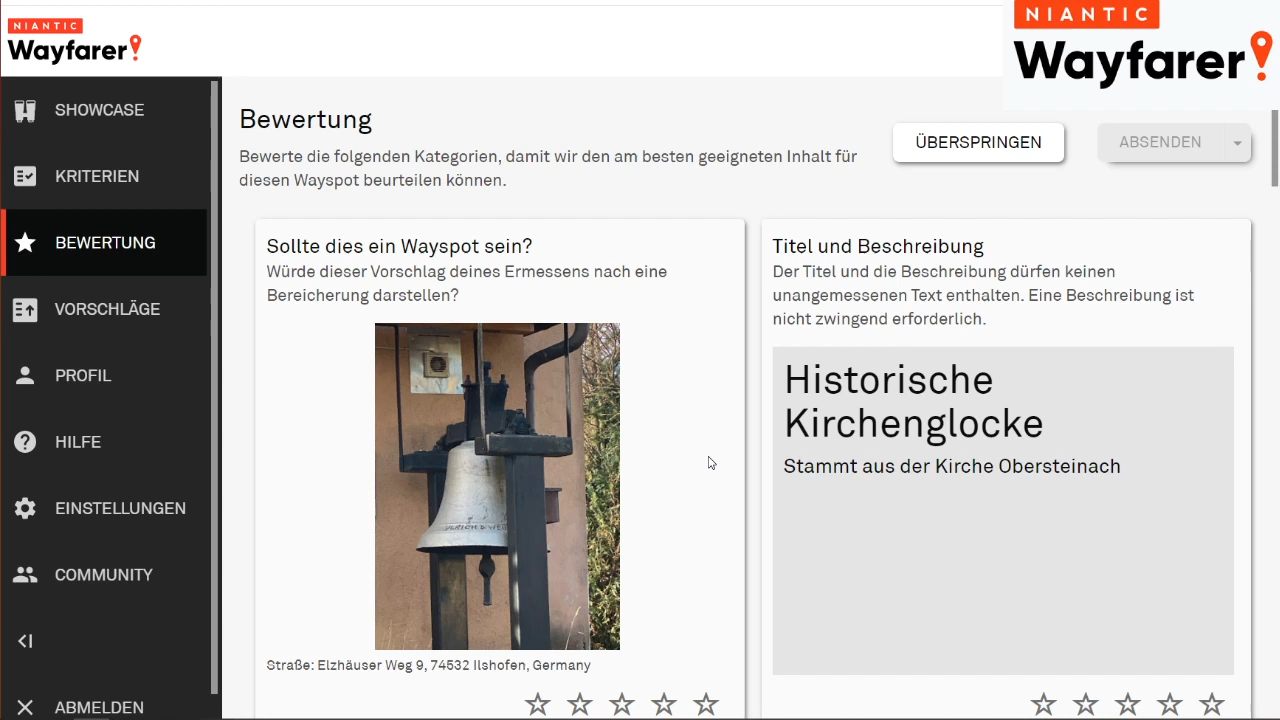 NIANTIC
Wayfarer
NIANTIC
Wayfarer
SHOWCASE
KRITERIEN
BEWERTUNG
VORSCHLÄGE
PROFIL
HILFE
EINSTELLUNGEN
COMMUNITY
ABMELDEN
Bewertung
Bewerte die folgenden Kategorien, damit wir den am besten geeigneten Inhalt für
diesen Wayspot beurteilen können.
ÜBERSPRINGEN
ABSENDEN
Sollte dies ein Wayspot sein?
Würde dieser Vorschlag deines Ermessens nach eine
Bereicherung darstellen?
Straße: Elzhäuser Weg 9, 74532 Ilshofen, Germany
Titel und Beschreibung
Der Titel und die Beschreibung dürfen keinen
unangemessenen Text enthalten. Eine Beschreibung ist
nicht zwingend erforderlich.
Historische
Kirchenglocke
Stammt aus der Kirche Obersteinach